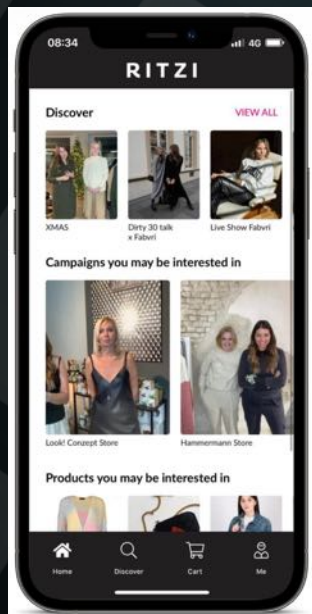 08:34
4G
RITZI
Discover
VIEW ALL
XMAS
Dirty 30 talk
x Fabvri
Live Show Fabvri
Campaigns you may be interested in
Look! Conzept Store
Hammermann Store
Products you may be interested in
Home
Discover
Cart
Me